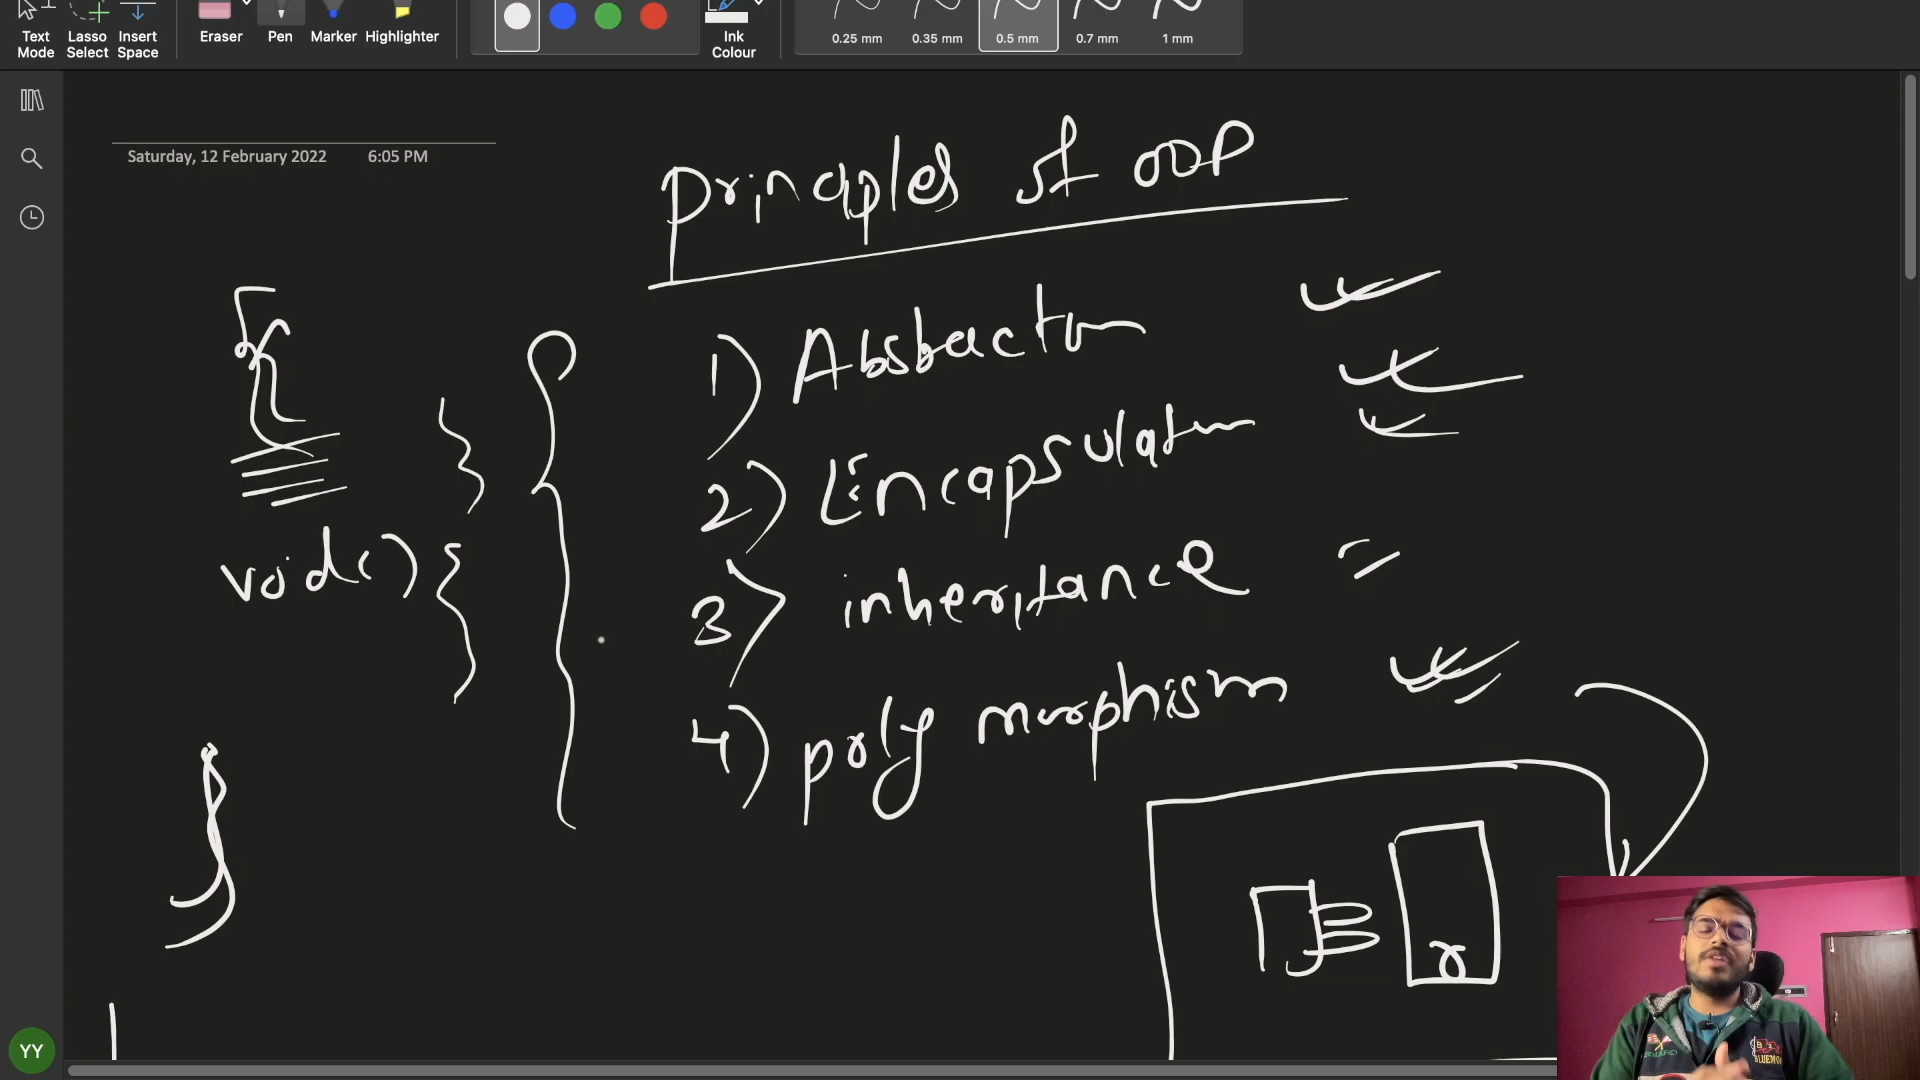 Text Mode
Lasso Select
Insert Space
Eraser
Pen
Marker
Highlighter
Ink Colour
0.25 mm
0.35 mm
0.5 mm
0.7 mm
1 mm
Saturday, 12 February 2022 6:05 PM
principles of OOP
1) Abstraction
2) Encapsulation
3) inheritance
void() {
4) poly morphism
YY